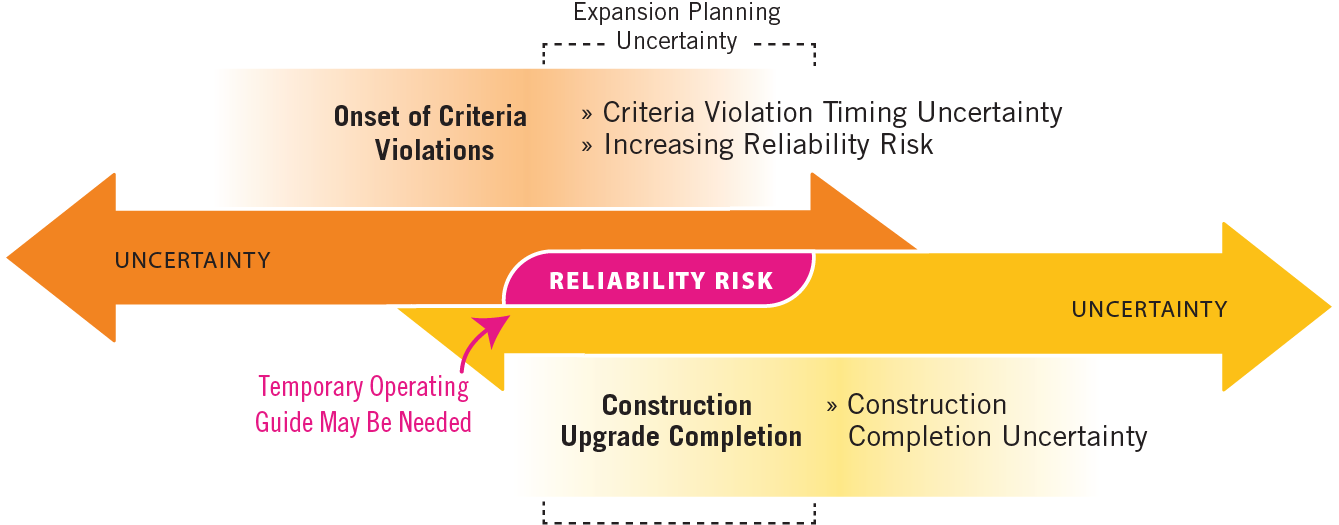 Expansion Planning
Uncertainty
Onset of Criteria
Violations
» Criteria Violation Timing Uncertainty
» Increasing Reliability Risk
UNCERTAINTY
RELIABILITY RISK
UNCERTAINTY
Temporary Operating
Guide May Be Needed
Construction
Upgrade Completion
» Construction
Completion Uncertainty